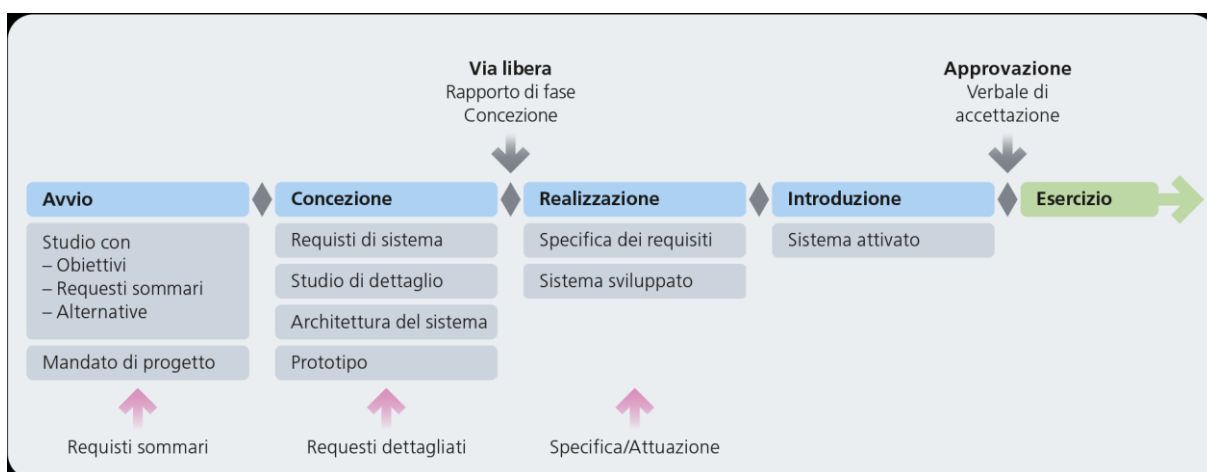 Via libera
Rapporto di fase
Concezione
Approvazione
Verbale di
accettazione
Avvio
Concezione
Realizzazione
Introduzione
Esercizio
Studio con
– Obiettivi
– Requesti sommari
– Alternative
Mandato di progetto
Requisti di sistema
Studio di dettaglio
Architettura del sistema
Prototipo
Specifica dei requisiti
Sistema sviluppato
Sistema attivato
Requisti sommari
Requesti dettagliati
Specifica/Attuazione